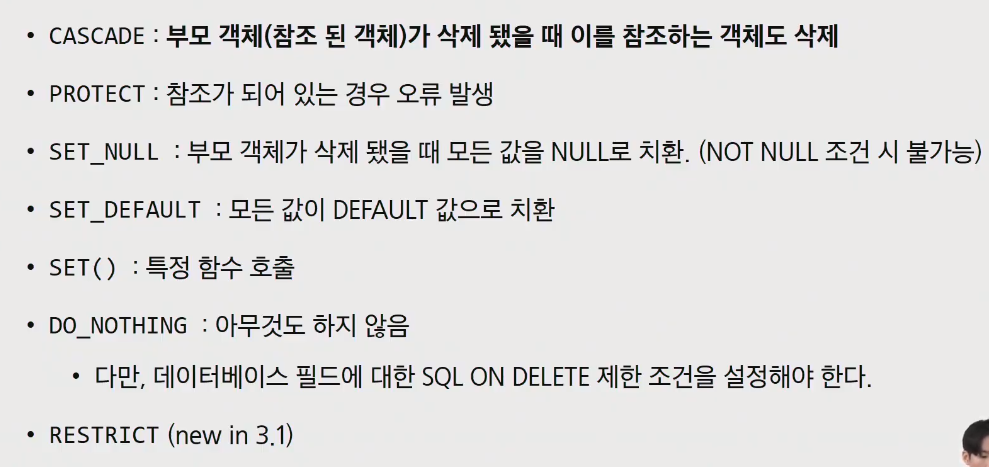 • CASCADE : 부모 객체(참조 된 객체)가 삭제 됐을 때 이를 참조하는 객체도 삭제
• PROTECT : 참조가 되어 있는 경우 오류 발생
• SET_NULL : 부모 객체가 삭제 됐을 때 모든 값을 NULL로 치환. (NOT NULL 조건 시 불가능)
• SET_DEFAULT : 모든 값이 DEFAULT 값으로 치환
• SET() : 특정 함수 호출
• DO_NOTHING : 아무것도 하지 않음
• 다만, 데이터베이스 필드에 대한 SQL ON DELETE 제한 조건을 설정해야 한다.
• RESTRICT (new in 3.1)